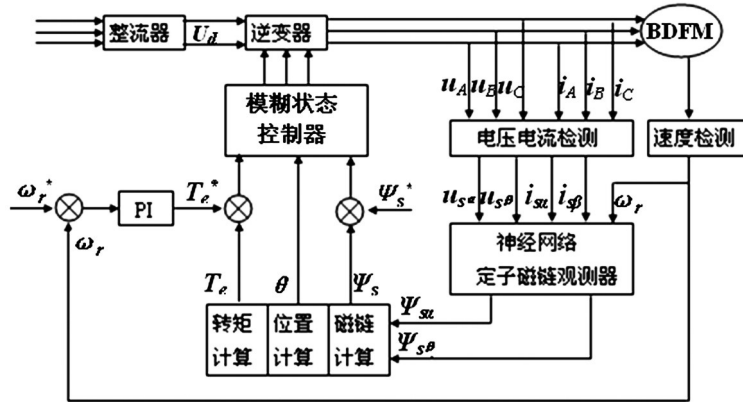 整流器
U_d
逆变器
BDFM
模糊状态
控制器
u_A u_B u_C
i_A i_B i_C
电压电流检测
速度检测
ω_r*
PI
T_e*
Ψ_s*
u_sα u_sβ i_sα i_sβ
ω_r
ω_r
神经网络
定子磁链观测器
T_e
θ
Ψ_s
转矩
计算
位置
计算
磁链
计算
Ψ_sα
Ψ_sβ